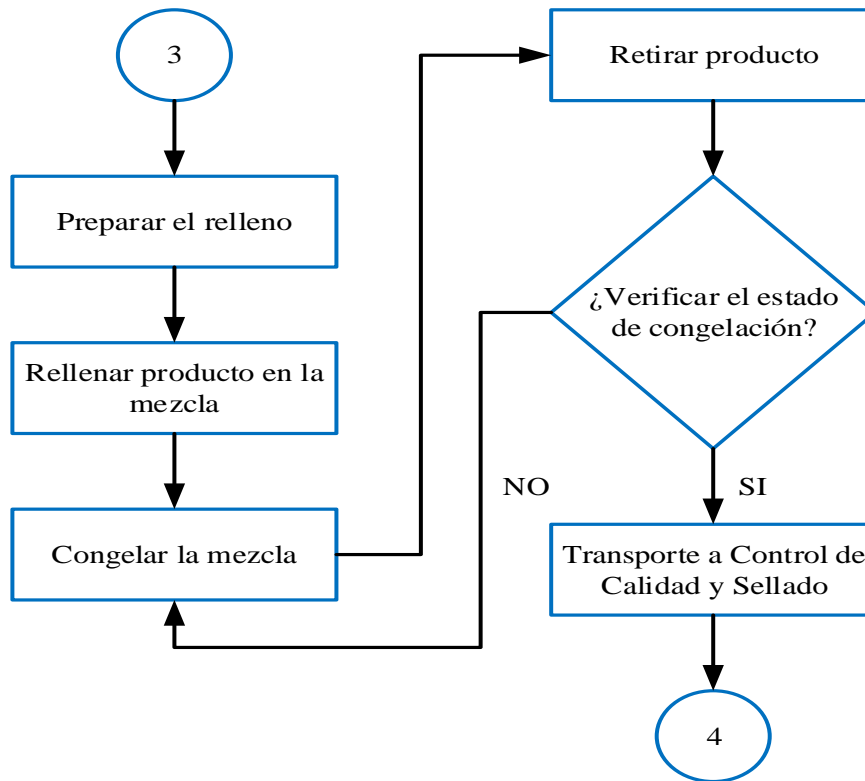 3
Preparar el relleno
Rellenar producto en la
mezcla
Congelar la mezcla
Retirar producto
¿Verificar el estado
de congelación?
NO
SI
Transporte a Control de
Calidad y Sellado
4